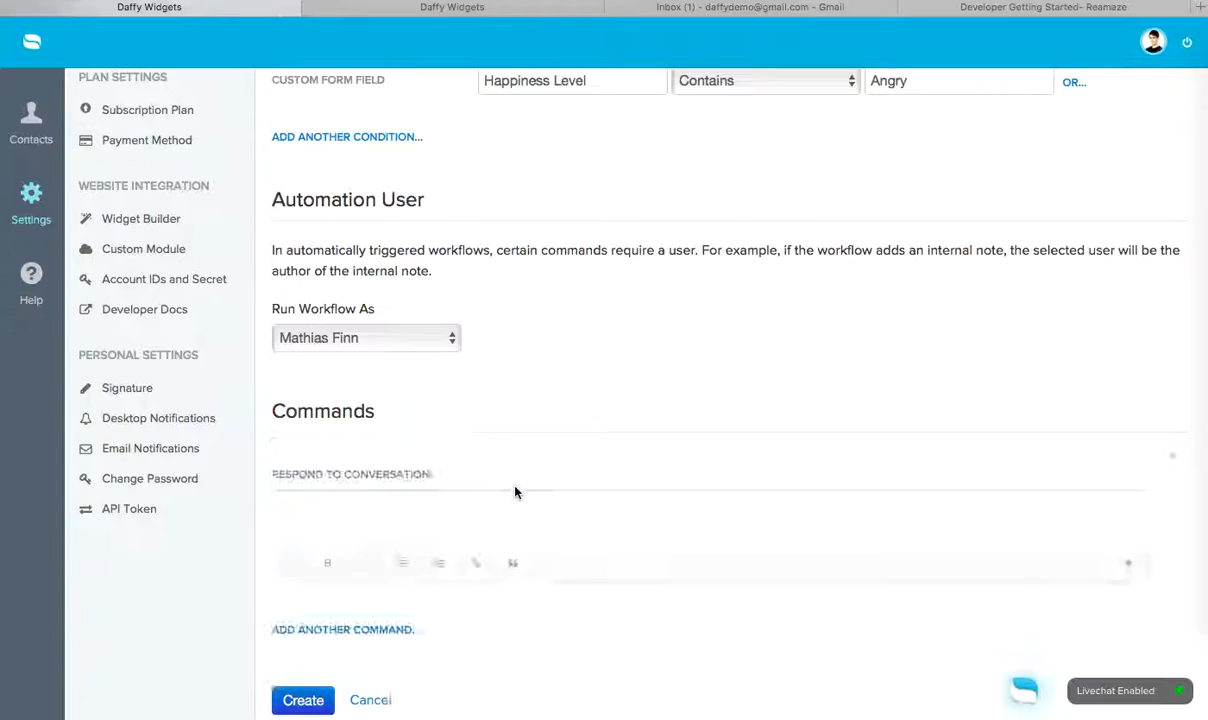 Daffy Widgets
Daffy Widgets
Inbox (1) - daffydemo@gmail.com - Gmail
Developer Getting Started- Reamaze
Contacts
Settings
Help
PLAN SETTINGS
Subscription Plan
Payment Method
WEBSITE INTEGRATION
Widget Builder
Custom Module
Account IDs and Secret
Developer Docs
PERSONAL SETTINGS
Signature
Desktop Notifications
Email Notifications
Change Password
API Token
CUSTOM FORM FIELD Happiness Level Contains Angry OR...
ADD ANOTHER CONDITION...
Automation User
In automatically triggered workflows, certain commands require a user. For example, if the workflow adds an internal note, the selected user will be the
author of the internal note.
Run Workflow As
Mathias Finn
Commands
RESPOND TO CONVERSATION
B
ADD ANOTHER COMMAND.
Create Cancel
Livechat Enabled